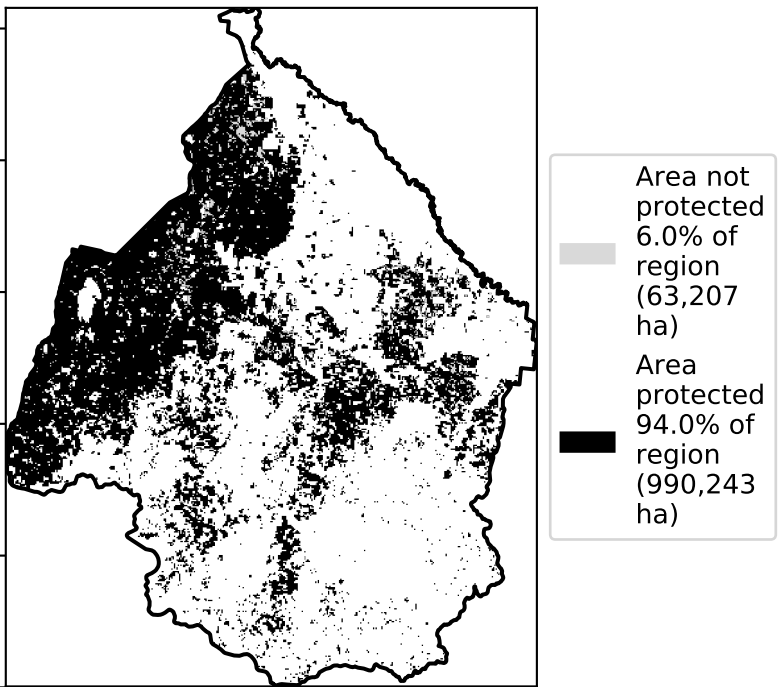 Area not
protected
6.0% of
region
(63,207
ha)
Area
protected
94.0% of
region
(990,243
ha)